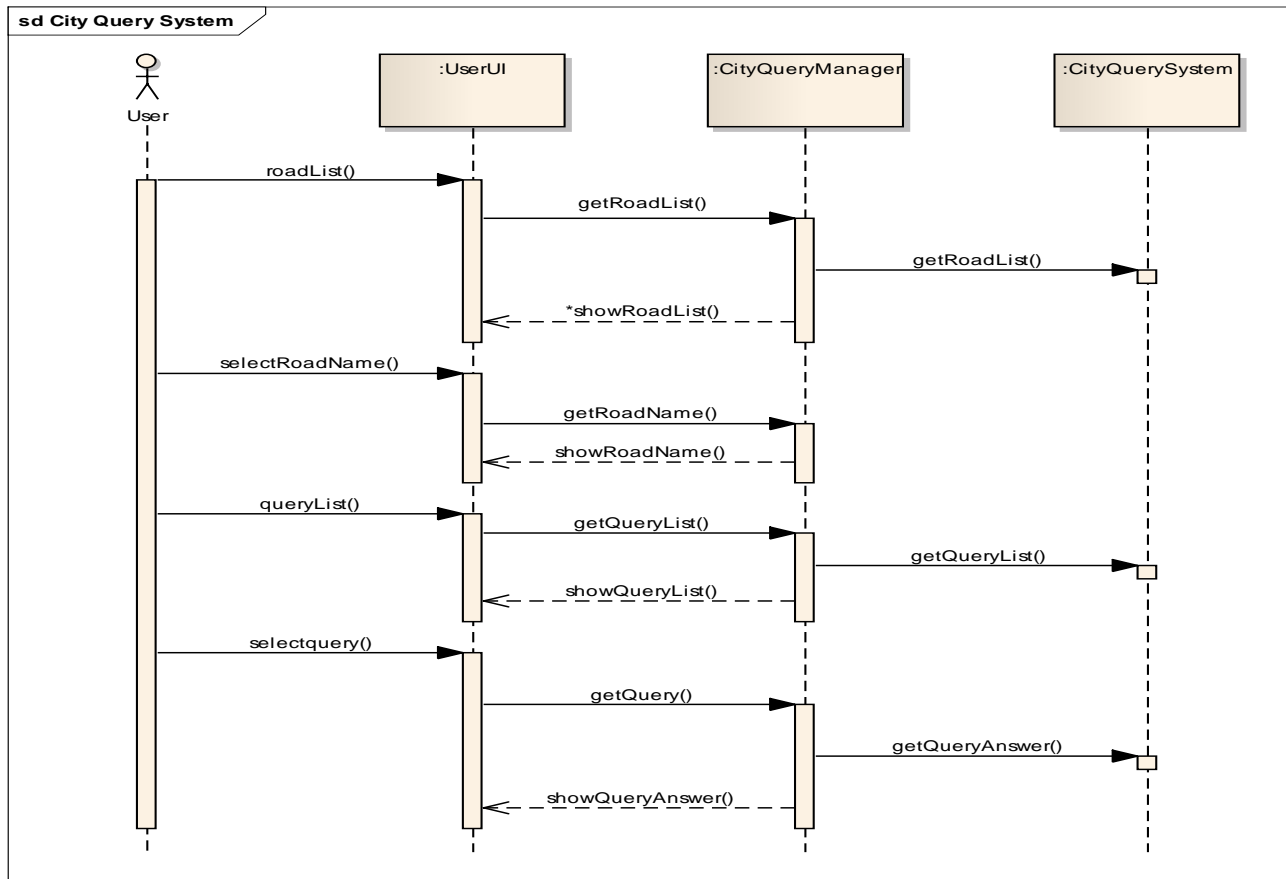 sd City Query System
User
:UserUI
:CityQueryManager
:CityQuerySystem
roadList()
getRoadList()
getRoadList()
*showRoadList()
selectRoadName()
getRoadName()
showRoadName()
queryList()
getQueryList()
getQueryList()
showQueryList()
selectquery()
getQuery()
getQueryAnswer()
showQueryAnswer()